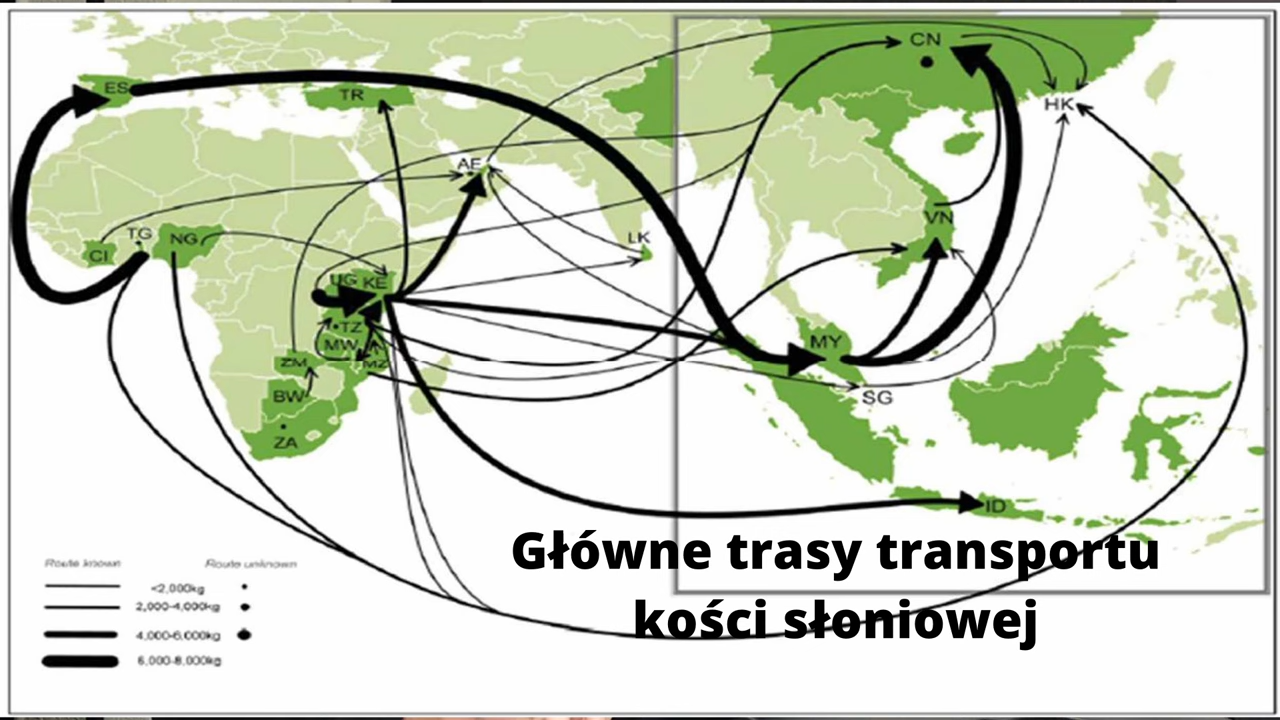 CN
HK
ES
TR
AE
TG
NG
CI
LK
VN
UG KE
TZ
MW
ZM
MZ
BW
ZA
MY
SG
ID
Główne trasy transportu
kości słoniowej
Route known
Route unknown
<2,000kg
2,000-4,000kg
4,000-6,000kg
6,000-8,000kg